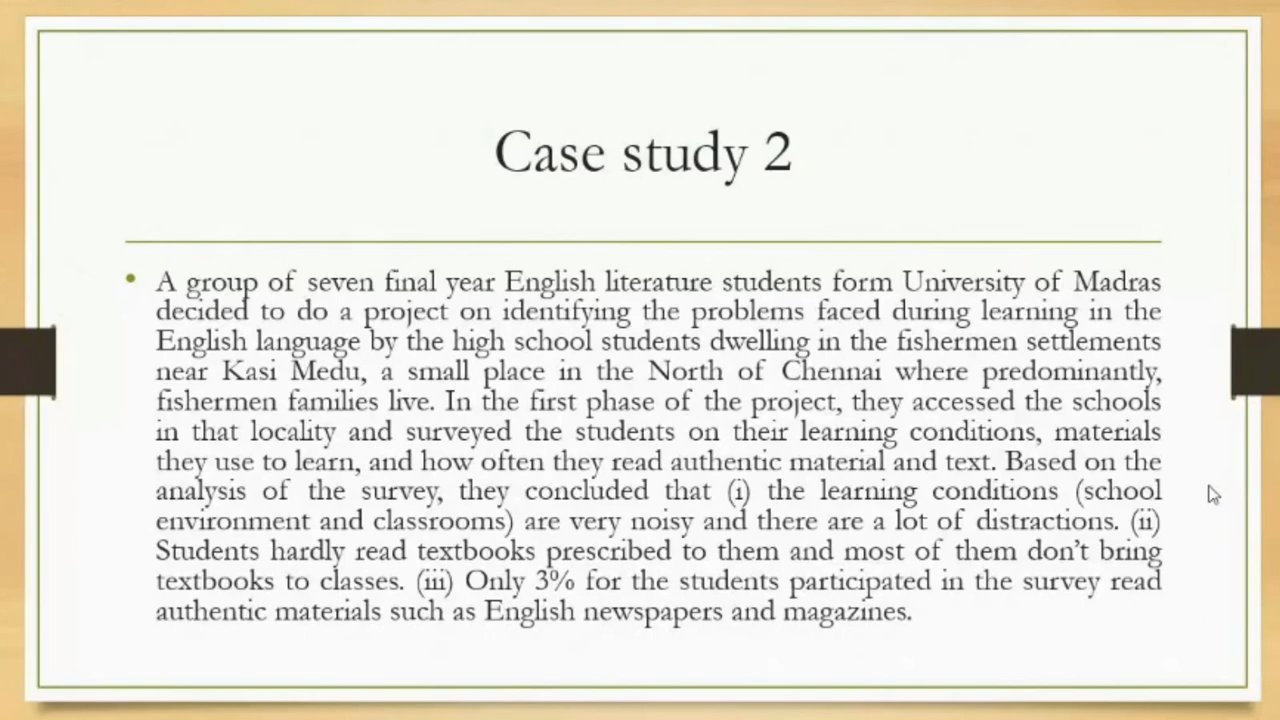 Case study 2
• A group of seven final year English literature students form University of Madras
decided to do a project on identifying the problems faced during learning in the
English language by the high school students dwelling in the fishermen settlements
near Kasi Medu, a small place in the North of Chennai where predominantly,
fishermen families live. In the first phase of the project, they accessed the schools
in that locality and surveyed the students on their learning conditions, materials
they use to learn, and how often they read authentic material and text. Based on the
analysis of the survey, they concluded that (i) the learning conditions (school
environment and classrooms) are very noisy and there are a lot of distractions. (ii)
Students hardly read textbooks prescribed to them and most of them don’t bring
textbooks to classes. (iii) Only 3% for the students participated in the survey read
authentic materials such as English newspapers and magazines.